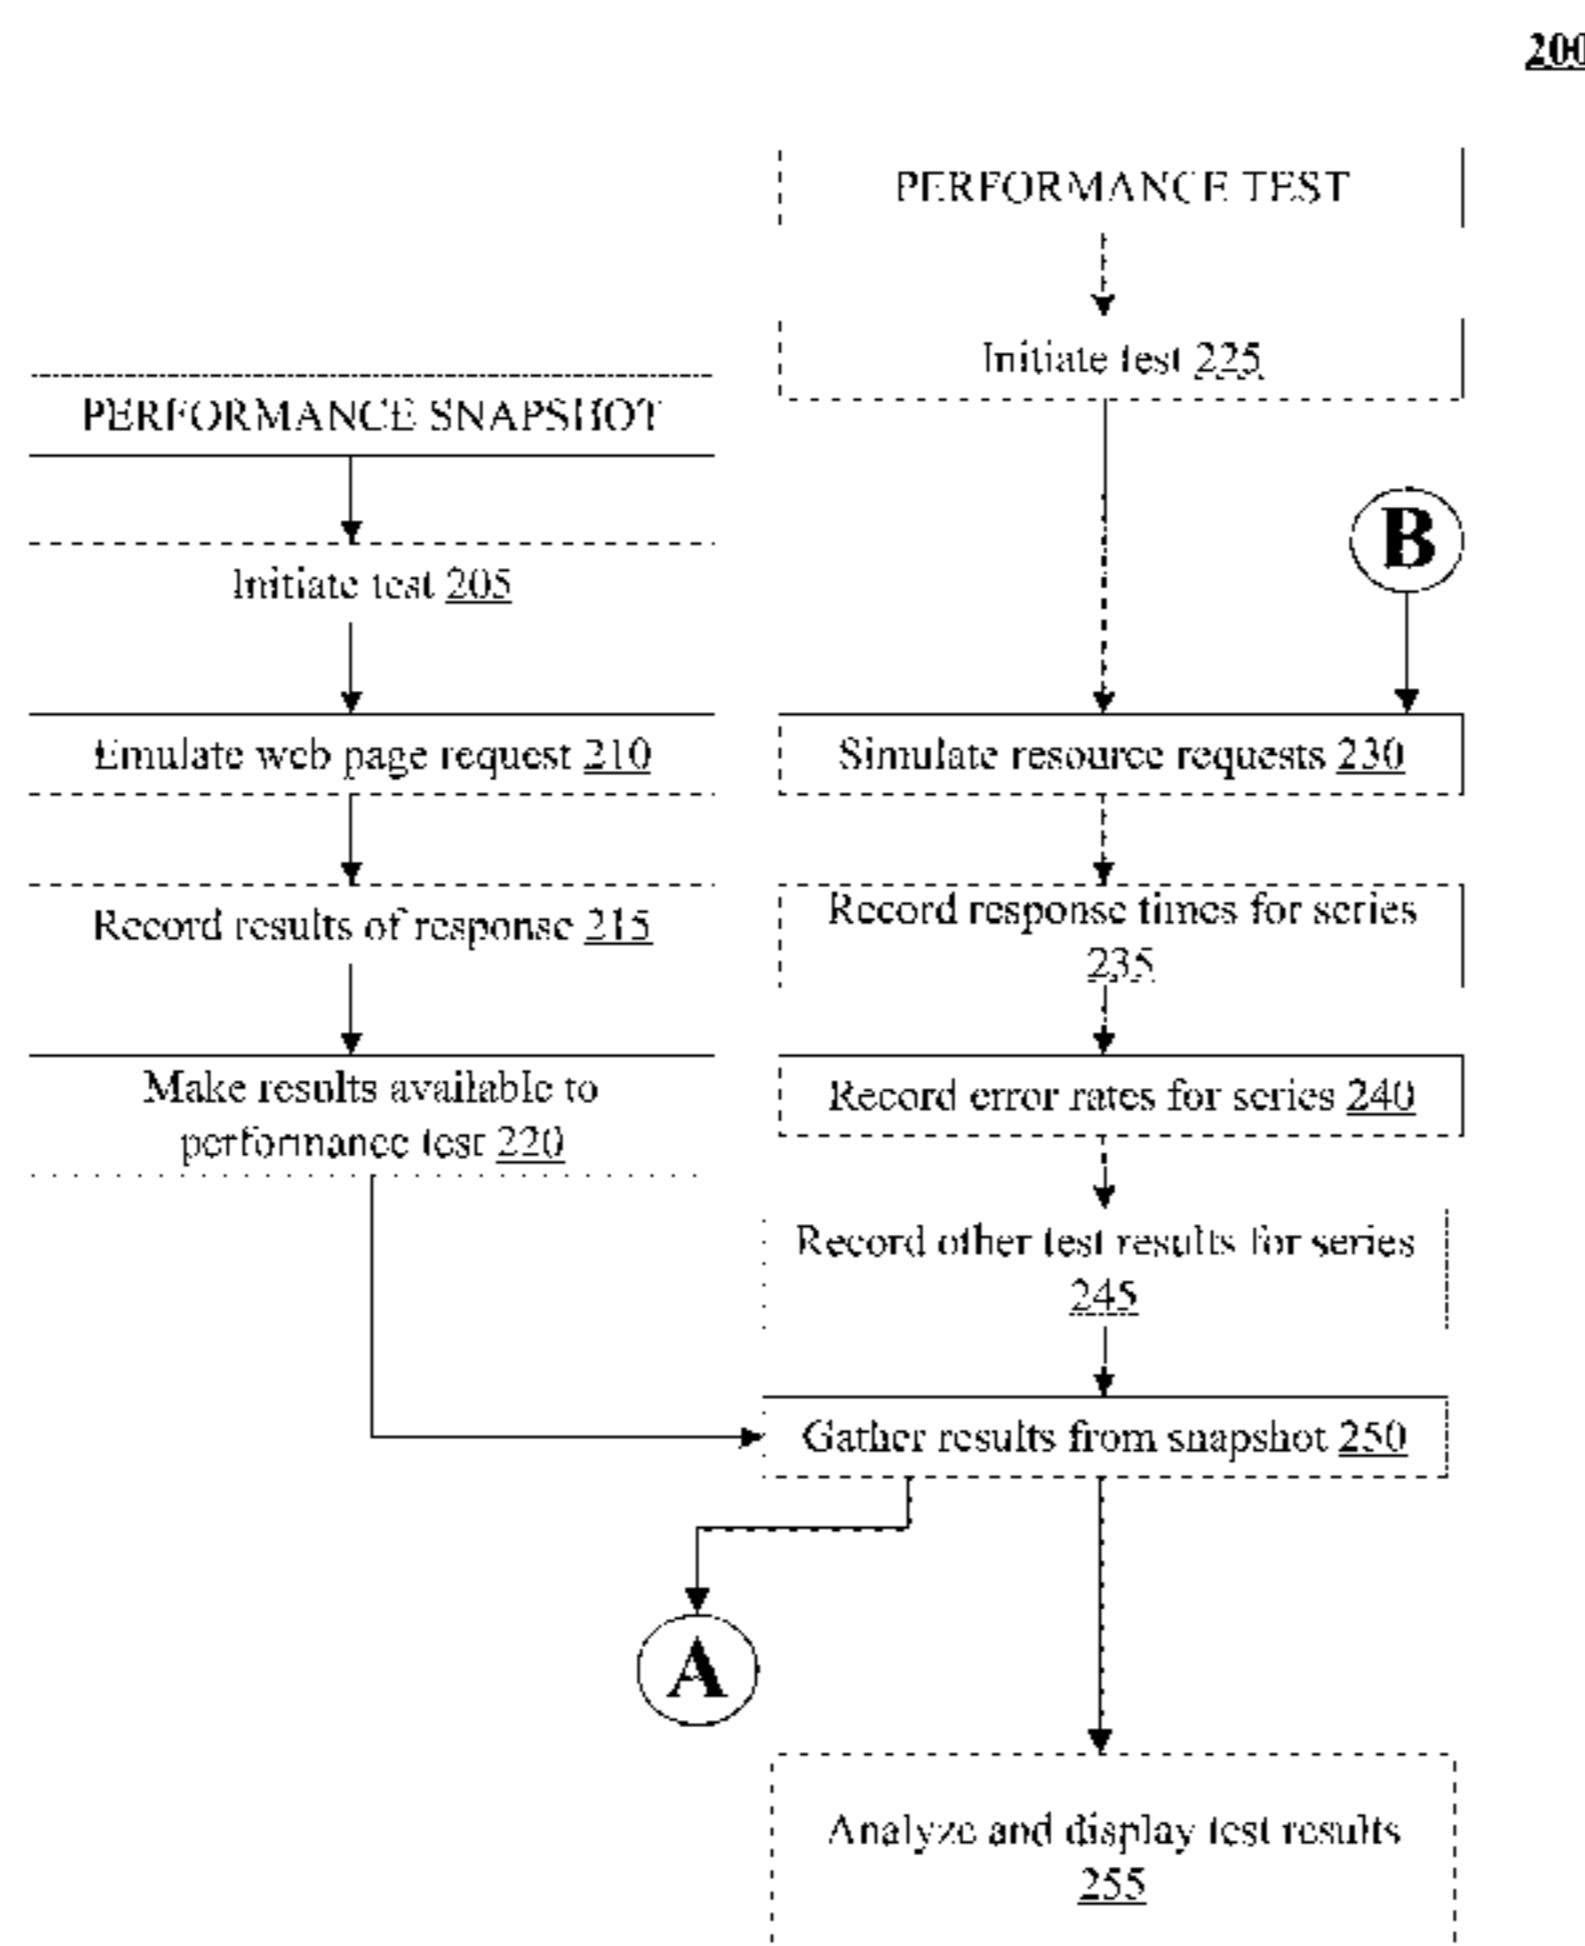 200
PERFORMANCE TEST
Initiate test 225
PERFORMANCE SNAPSHOT
B
Initiate test 205
Emulate web page request 210
Simulate resource requests 230
Record results of response 215
Record response times for series
235
Make results available to
performance test 220
Record error rates for series 240
Record other test results for series
245
Gather results from snapshot 250
A
Analyze and display test results
255